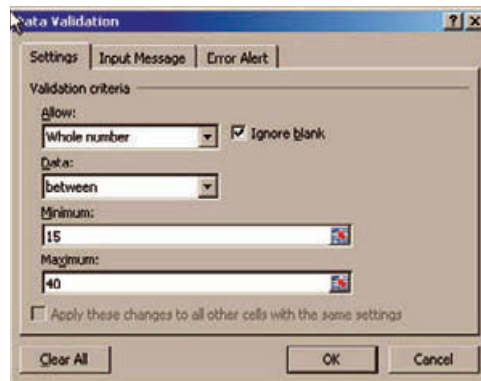 Data Validation
Settings
Input Message
Error Alert
Validation criteria
Allow:
Whole number
Ignore blank
Data:
between
Minimum:
15
Maximum:
40
Apply these changes to all other cells with the same settings
Clear All
OK
Cancel